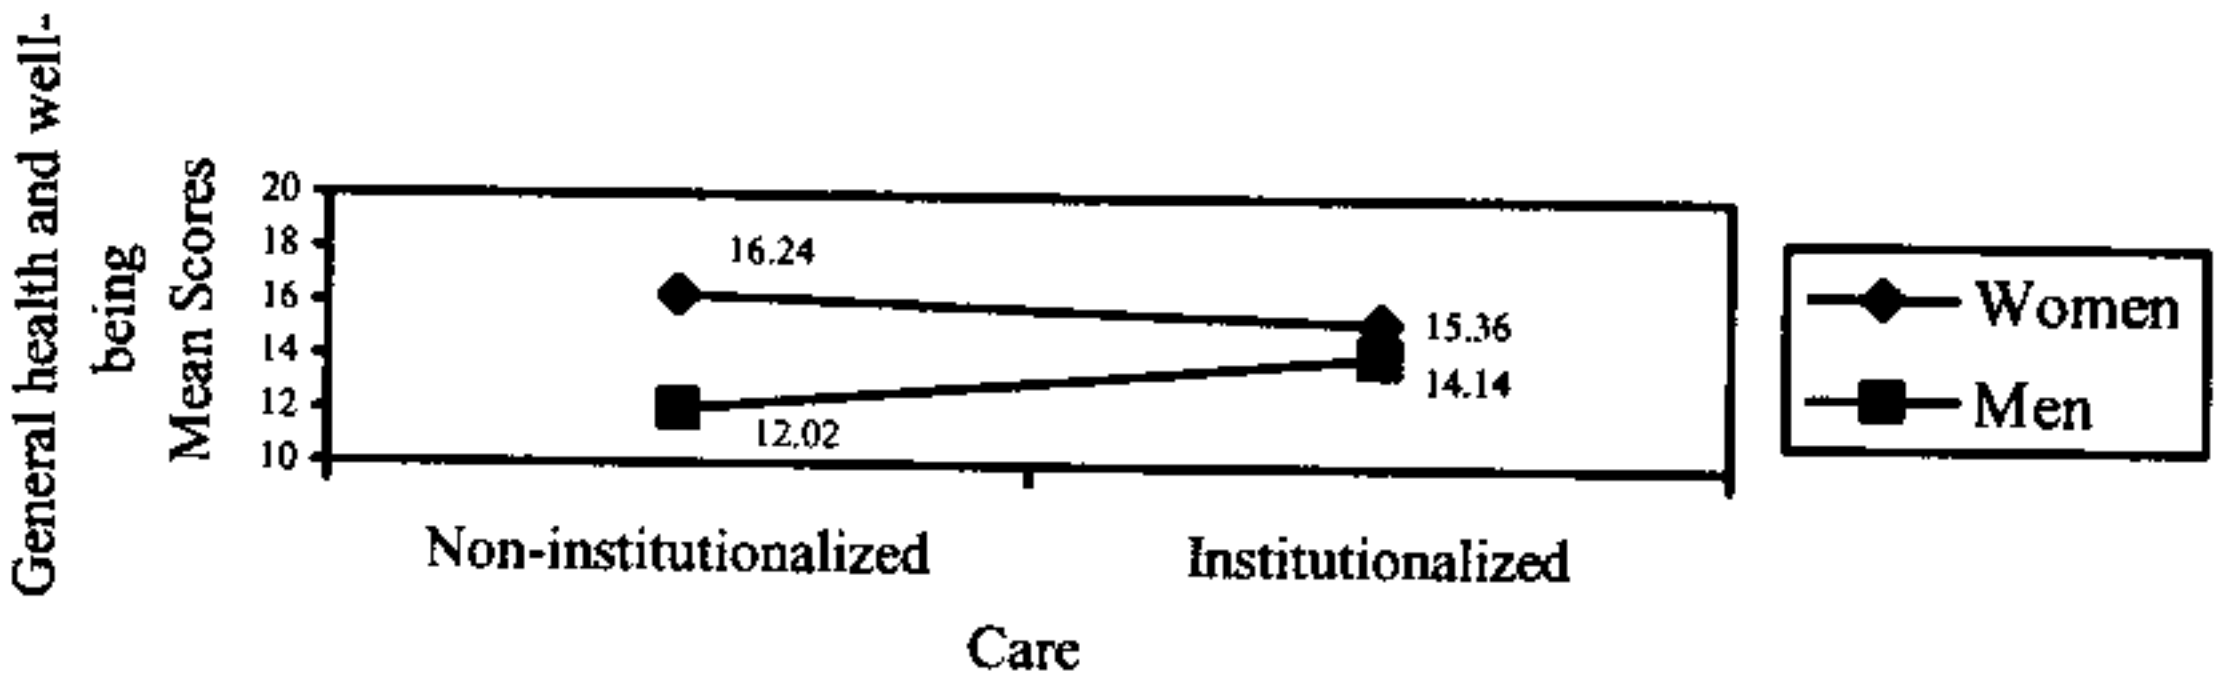 General health and well-
being
Mean Scores
20
18
16
14
12
10
16.24
15.36
14.14
12.02
Women
Men
Non-institutionalized
Institutionalized
Care